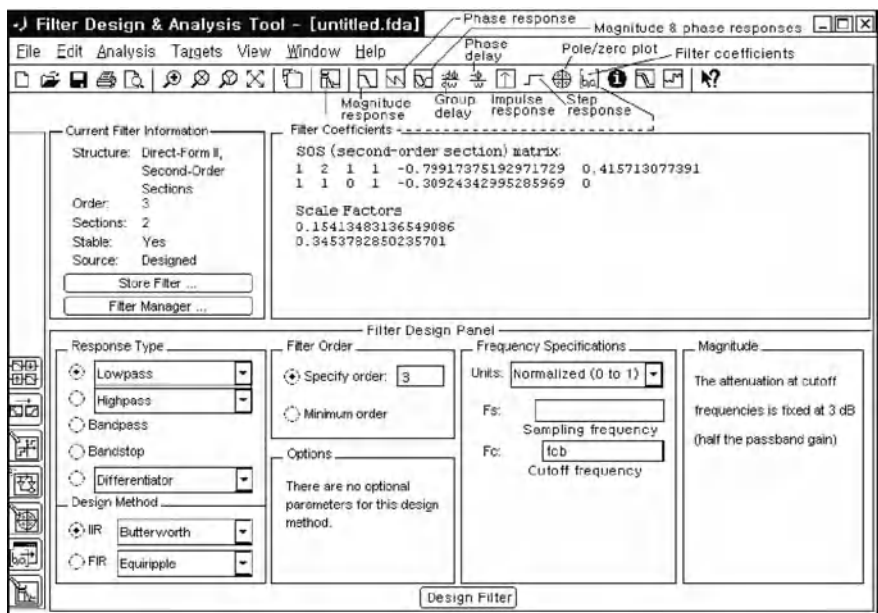 Filter Design & Analysis Tool - [untitled.fda]
Phase response
Magnitude & phase responses
File Edit Analysis Targets View Window Help
Phase delay
Pole/zero plot
Filter coefficients
Magnitude response
Group delay
Impulse response
Step response
Current Filter Information
Structure: Direct-Form II,
Second-Order
Sections
Order: 3
Sections: 2
Stable: Yes
Source: Designed
Store Filter ...
Filter Manager ...
Filter Coefficients
SOS (second-order section) matrix:
1 2 1 1 -0.79917375192971729 0.415713077391
1 1 0 1 -0.30924342995285969 0
Scale Factors
0.15413483136549086
0.3453782850235701
Filter Design Panel
Response Type
Lowpass
Highpass
Bandpass
Bandstop
Differentiator
Design Method
IIR Butterworth
FIR Equiripple
Filter Order
Specify order: 3
Minimum order
Options
There are no optional
parameters for this design
method.
Frequency Specifications
Units: Normalized (0 to 1)
Fs:
Sampling frequency
Fc: fcb
Cutoff frequency
Magnitude
The attenuation at cutoff
frequencies is fixed at 3 dB
(half the passband gain)
Design Filter